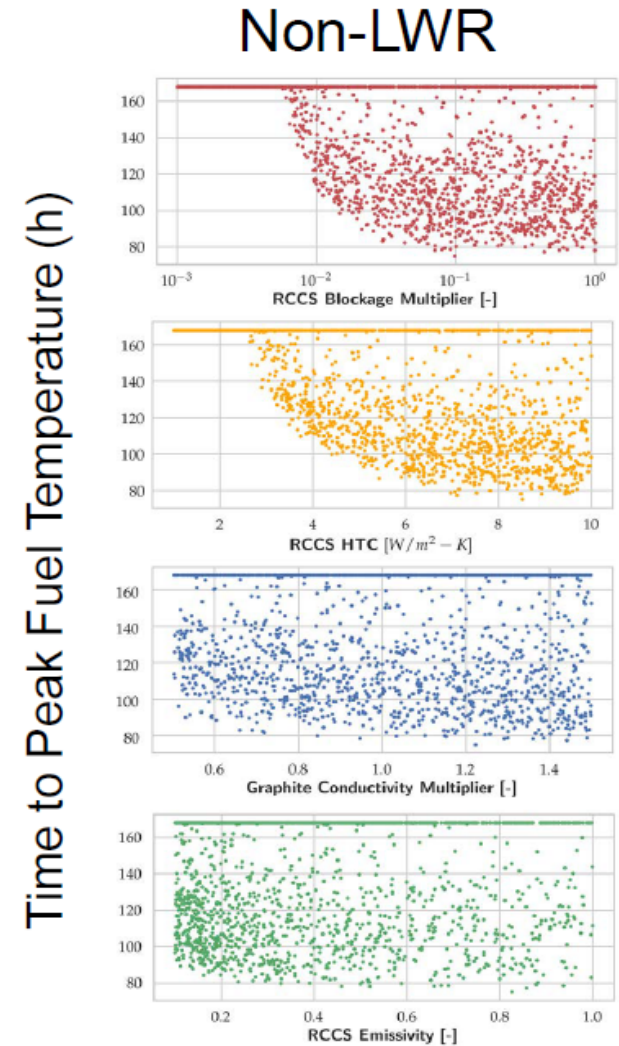 Non-LWR
Time to Peak Fuel Temperature (h)
160
140
120
100
80
10⁻³ 10⁻² 10⁻¹ 10⁰
RCCS Blockage Multiplier [-]
160
140
120
100
80
2 4 6 8 10
RCCS HTC [W/m² − K]
160
140
120
100
80
0.6 0.8 1.0 1.2 1.4
Graphite Conductivity Multiplier [-]
160
140
120
100
80
0.2 0.4 0.6 0.8 1.0
RCCS Emissivity [-]